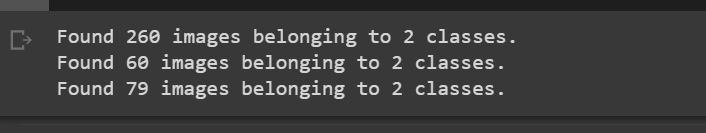 Found 260 images belonging to 2 classes.
Found 60 images belonging to 2 classes.
Found 79 images belonging to 2 classes.